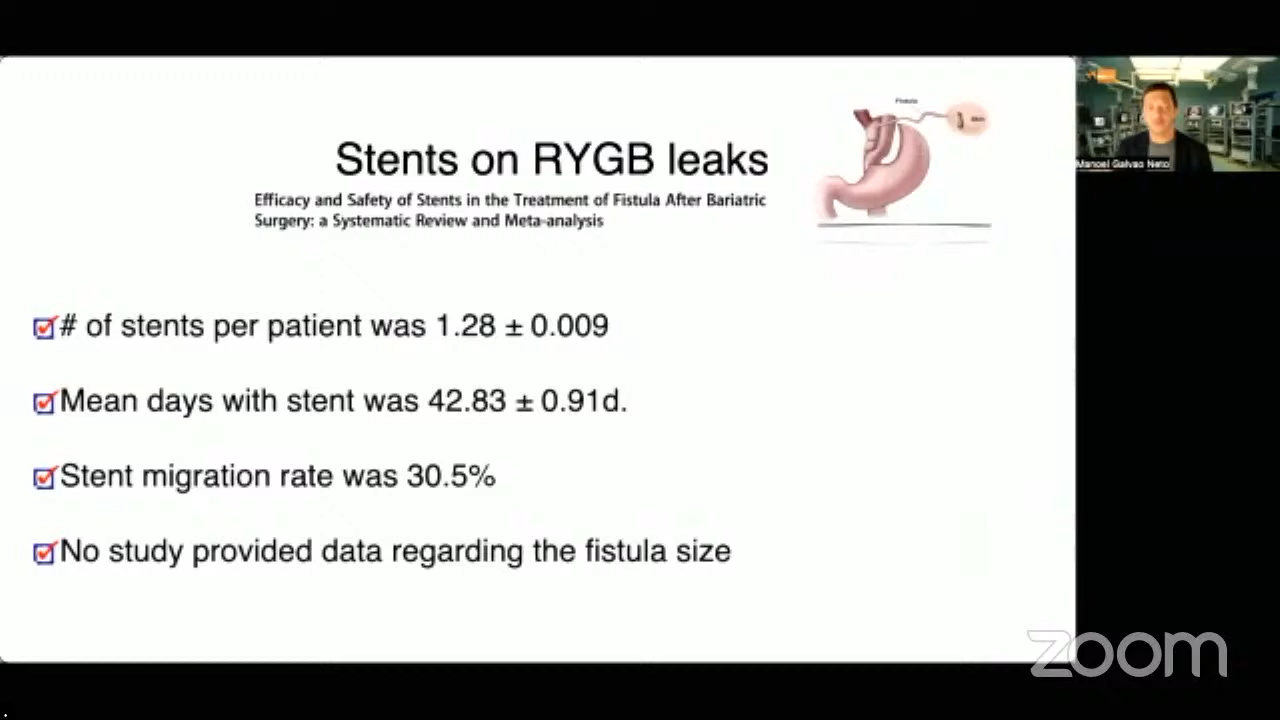 Stents on RYGB leaks
Efficacy and Safety of Stents in the Treatment of Fistula After Bariatric
Surgery: a Systematic Review and Meta-analysis
Fistula
Skin
# of stents per patient was 1.28 ± 0.009
Mean days with stent was 42.83 ± 0.91d.
Stent migration rate was 30.5%
No study provided data regarding the fistula size
Manoel Galvao Neto
zoom